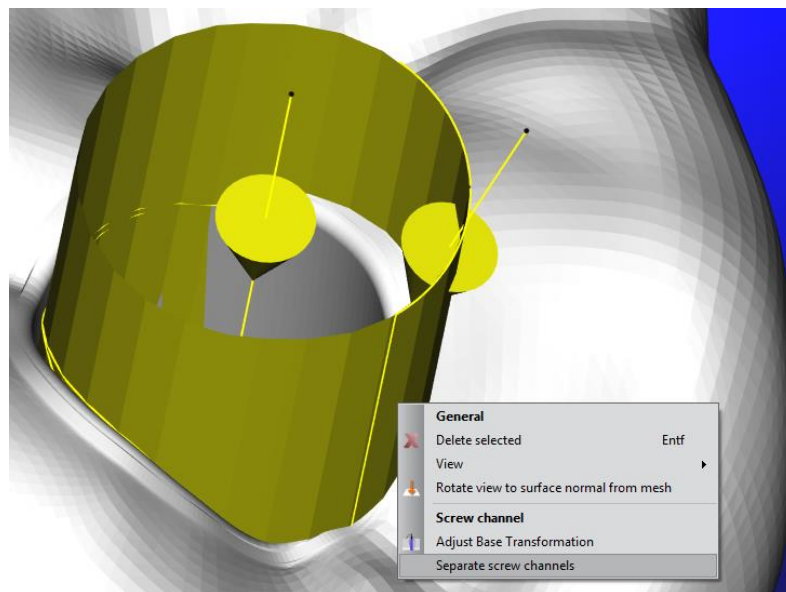 General
Delete selected Entf
View
Rotate view to surface normal from mesh
Screw channel
Adjust Base Transformation
Separate screw channels